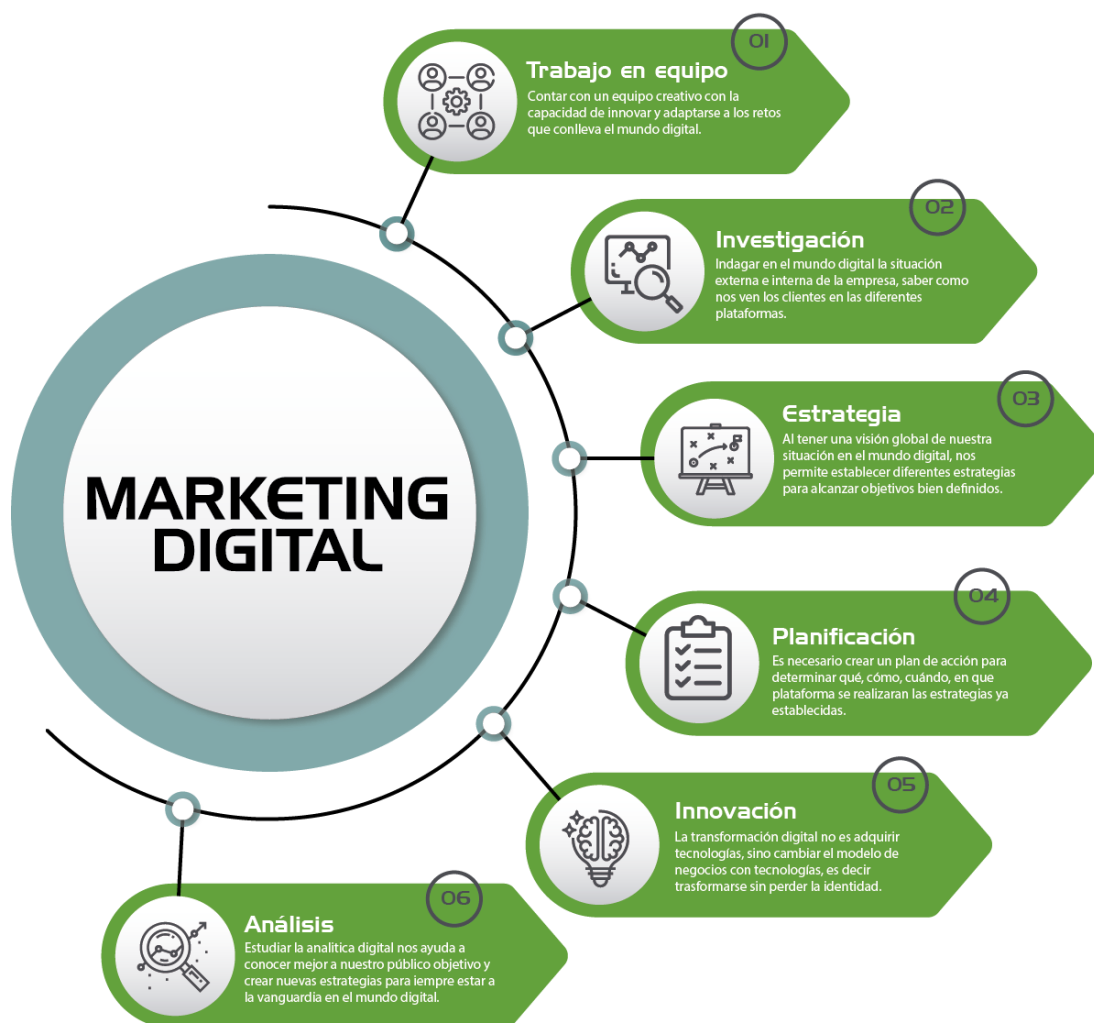 01
Trabajo en equipo
Contar con un equipo creativo con la
capacidad de innovar y adaptarse a los retos
que conlleva el mundo digital.
02
Investigación
Indagar en el mundo digital la situación
externa e interna de la empresa, saber como
nos ven los clientes en las diferentes
plataformas.
03
Estrategia
Al tener una visión global de nuestra
situación en el mundo digital, nos
permite establecer diferentes estrategias
para alcanzar objetivos bien definidos.
MARKETING
DIGITAL
04
Planificación
Es necesario crear un plan de acción para
determinar qué, cómo, cuándo, en que
plataforma se realizaran las estrategias ya
establecidas.
05
Innovación
La transformación digital no es adquirir
tecnologías, sino cambiar el modelo de
negocios con tecnologías, es decir
trasformarse sin perder la identidad.
06
Análisis
Estudiar la analitica digital nos ayuda a
conocer mejor a nuestro público objetivo y
crear nuevas estrategias para iempre estar a
la vanguardia en el mundo digital.